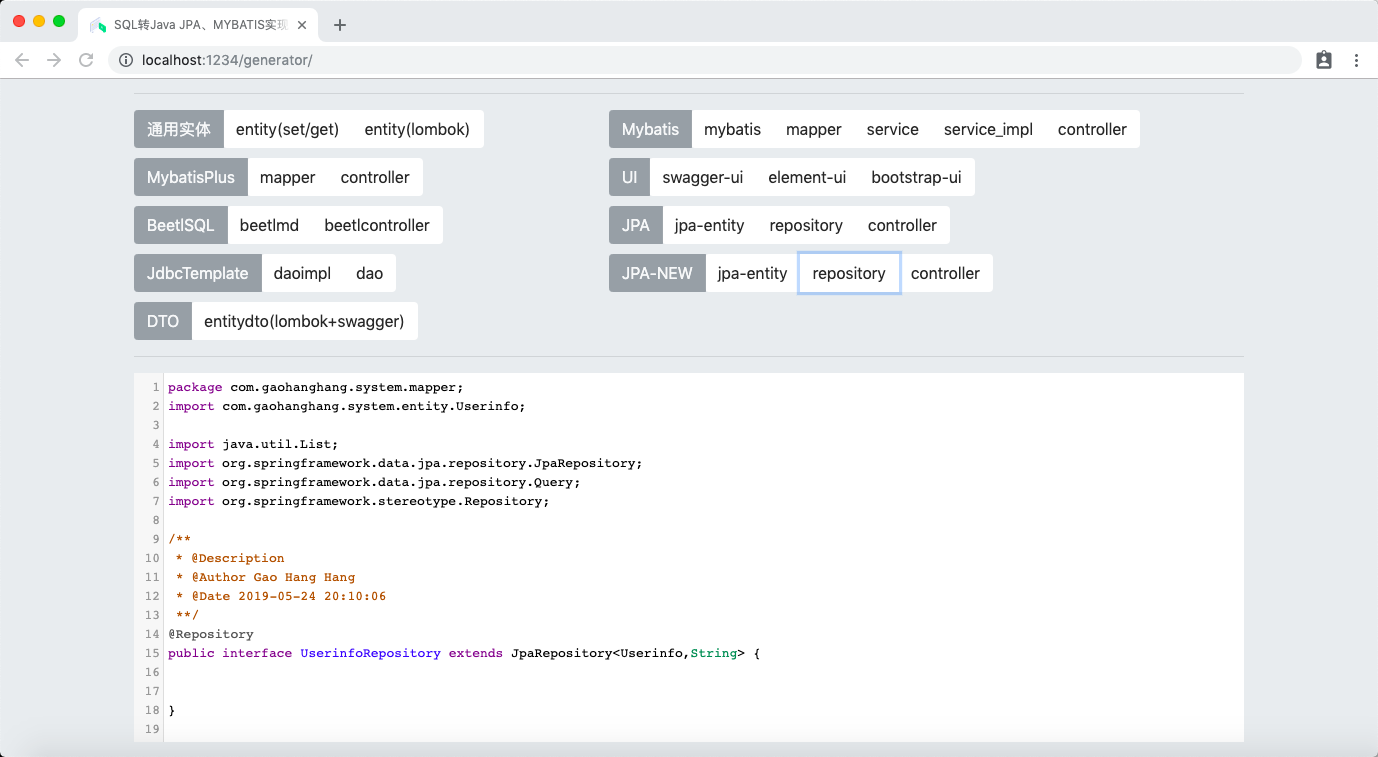 SQL转Java JPA、MYBATIS实现
localhost:1234/generator/
通用实体 entity(set/get) entity(lombok)
Mybatis mybatis mapper service service_impl controller
MybatisPlus mapper controller
UI swagger-ui element-ui bootstrap-ui
BeetlSQL beetlmd beetlcontroller
JPA jpa-entity repository controller
JdbcTemplate daoimpl dao
JPA-NEW jpa-entity repository controller
DTO entitydto(lombok+swagger)
1 package com.gaohanghang.system.mapper;
2 import com.gaohanghang.system.entity.Userinfo;
3
4 import java.util.List;
5 import org.springframework.data.jpa.repository.JpaRepository;
6 import org.springframework.data.jpa.repository.Query;
7 import org.springframework.stereotype.Repository;
8
9 /**
10 * @Description
11 * @Author Gao Hang Hang
12 * @Date 2019-05-24 20:10:06
13 **/
14 @Repository
15 public interface UserinfoRepository extends JpaRepository<Userinfo,String> {
16
17
18 }
19